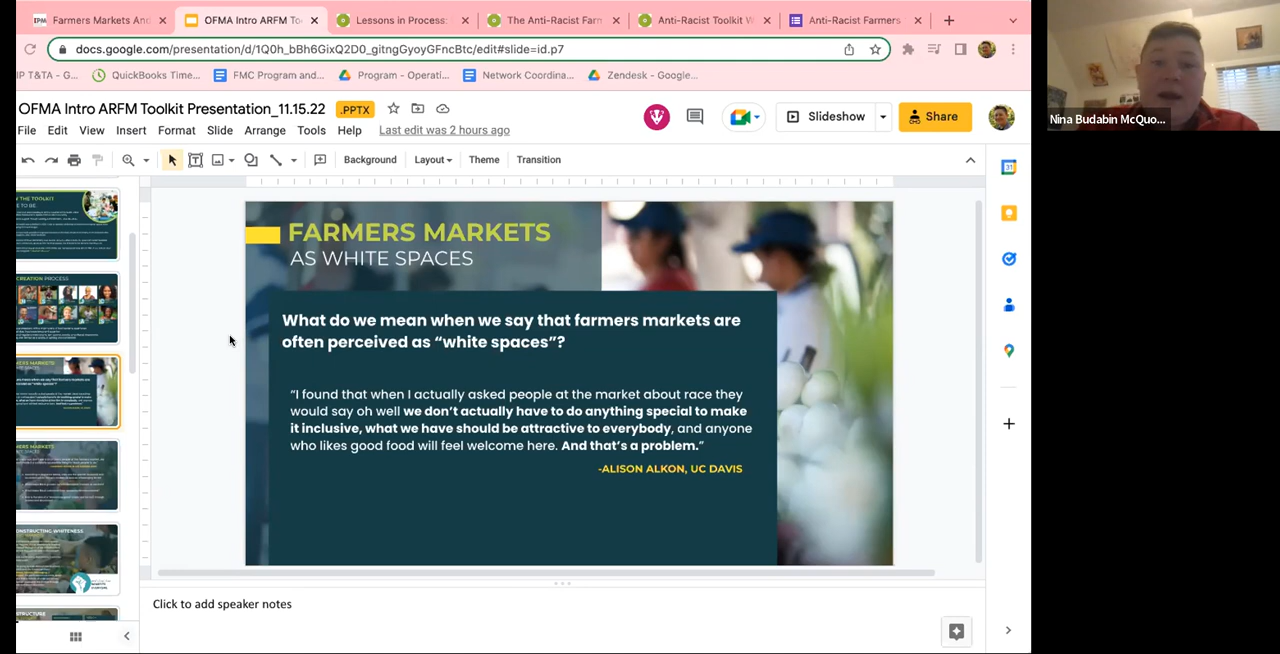 Farmers Markets An
OFMA Intro ARFM To
Lessons in Process:
The Anti-Racist Farm
Anti-Racist Toolkit W
Anti-Racist Farmers
docs.google.com/presentation/d/1Q0h_bBh6GixQ2D0_gitngGyoyGFncBtc/edit#slide=id.p7
IP T&TA - G...
QuickBooks Time...
FMC Program and...
Program - Operati...
Network Coordina...
Zendesk - Google...
Nina Budabin McQuo...
OFMA Intro ARFM Toolkit Presentation_11.15.22
.PPTX
Slideshow
Share
File Edit View Insert Format Slide Arrange Tools Help Last edit was 2 hours ago
Background Layout Theme Transition
FARMERS MARKETS
AS WHITE SPACES
What do we mean when we say that farmers markets are
often perceived as “white spaces”?
“I found that when I actually asked people at the market about race they
would say oh well we don’t actually have to do anything special to make
it inclusive, what we have should be attractive to everybody, and anyone
who likes good food will feel welcome here. And that’s a problem.”
-ALISON ALKON, UC DAVIS
Click to add speaker notes